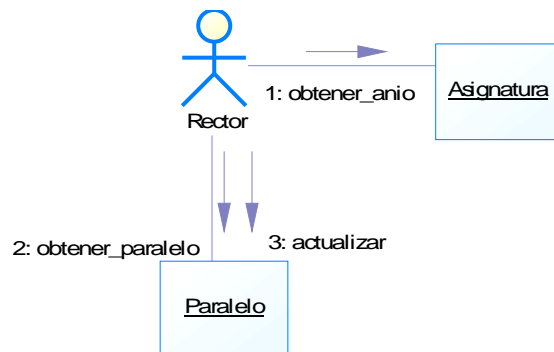 1: obtener_anio
Asignatura
Rector
2: obtener_paralelo
3: actualizar
Paralelo